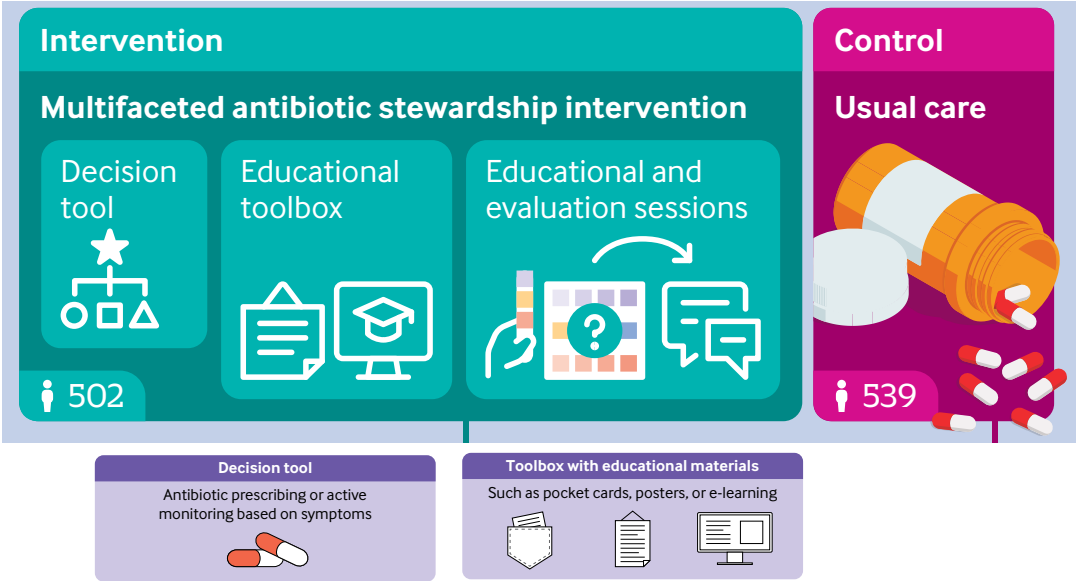 Intervention
Multifaceted antibiotic stewardship intervention
Decision
tool
Educational
toolbox
Educational and
evaluation sessions
?
502
Control
Usual care
539
Decision tool
Antibiotic prescribing or active
monitoring based on symptoms
Toolbox with educational materials
Such as pocket cards, posters, or e-learning